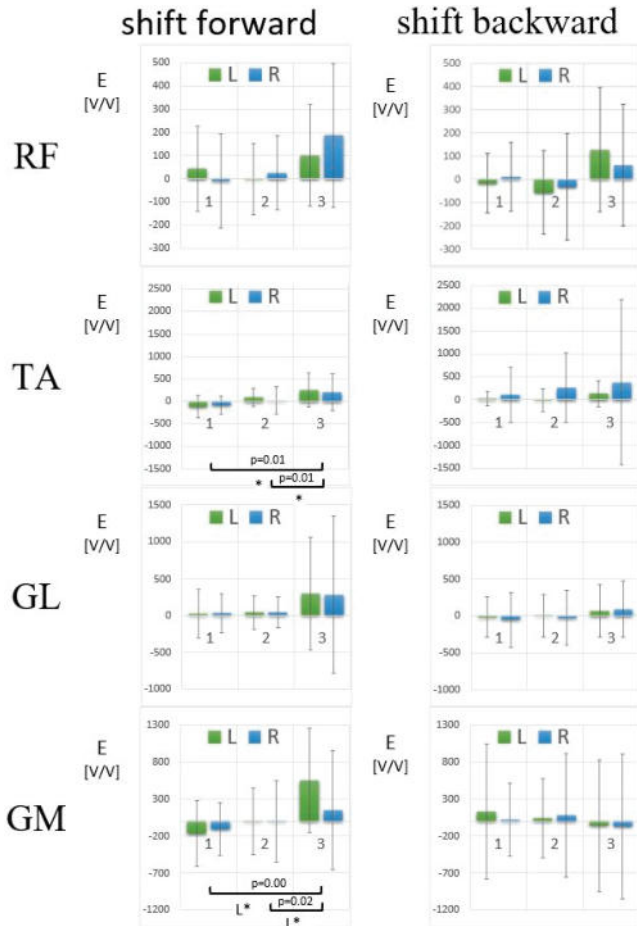 shift forward shift backward
RF
E
[V/V]
L R
500
400
300
200
100
0
-100
-200
-300
1 2 3
E
[V/V]
L R
500
400
300
200
100
0
-100
-200
-300
1 2 3
TA
E
[V/V]
L R
2500
2000
1500
1000
500
0
-500
-1000
-1500
1 2 3
p=0.01
* p=0.01
*
E
[V/V]
L R
2500
2000
1500
1000
500
0
-500
-1000
-1500
1 2 3
GL
E
[V/V]
L R
1500
1000
500
0
-500
-1000
1 2 3
E
[V/V]
L R
1500
1000
500
0
-500
-1000
1 2 3
GM
E
[V/V]
L R
1300
800
300
-200
-700
-1200
1 2 3
p=0.00
L* p=0.02
L*
E
[V/V]
L R
1300
800
300
-200
-700
-1200
1 2 3